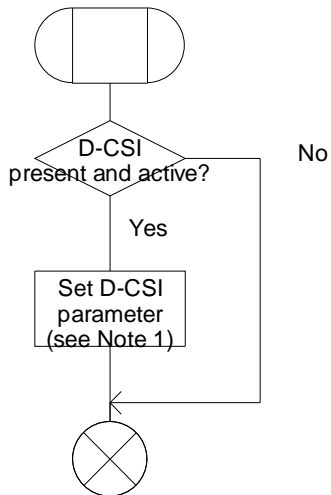 D-CSI
present and active?
No
Yes
Set D-CSI
parameter
(see Note 1)